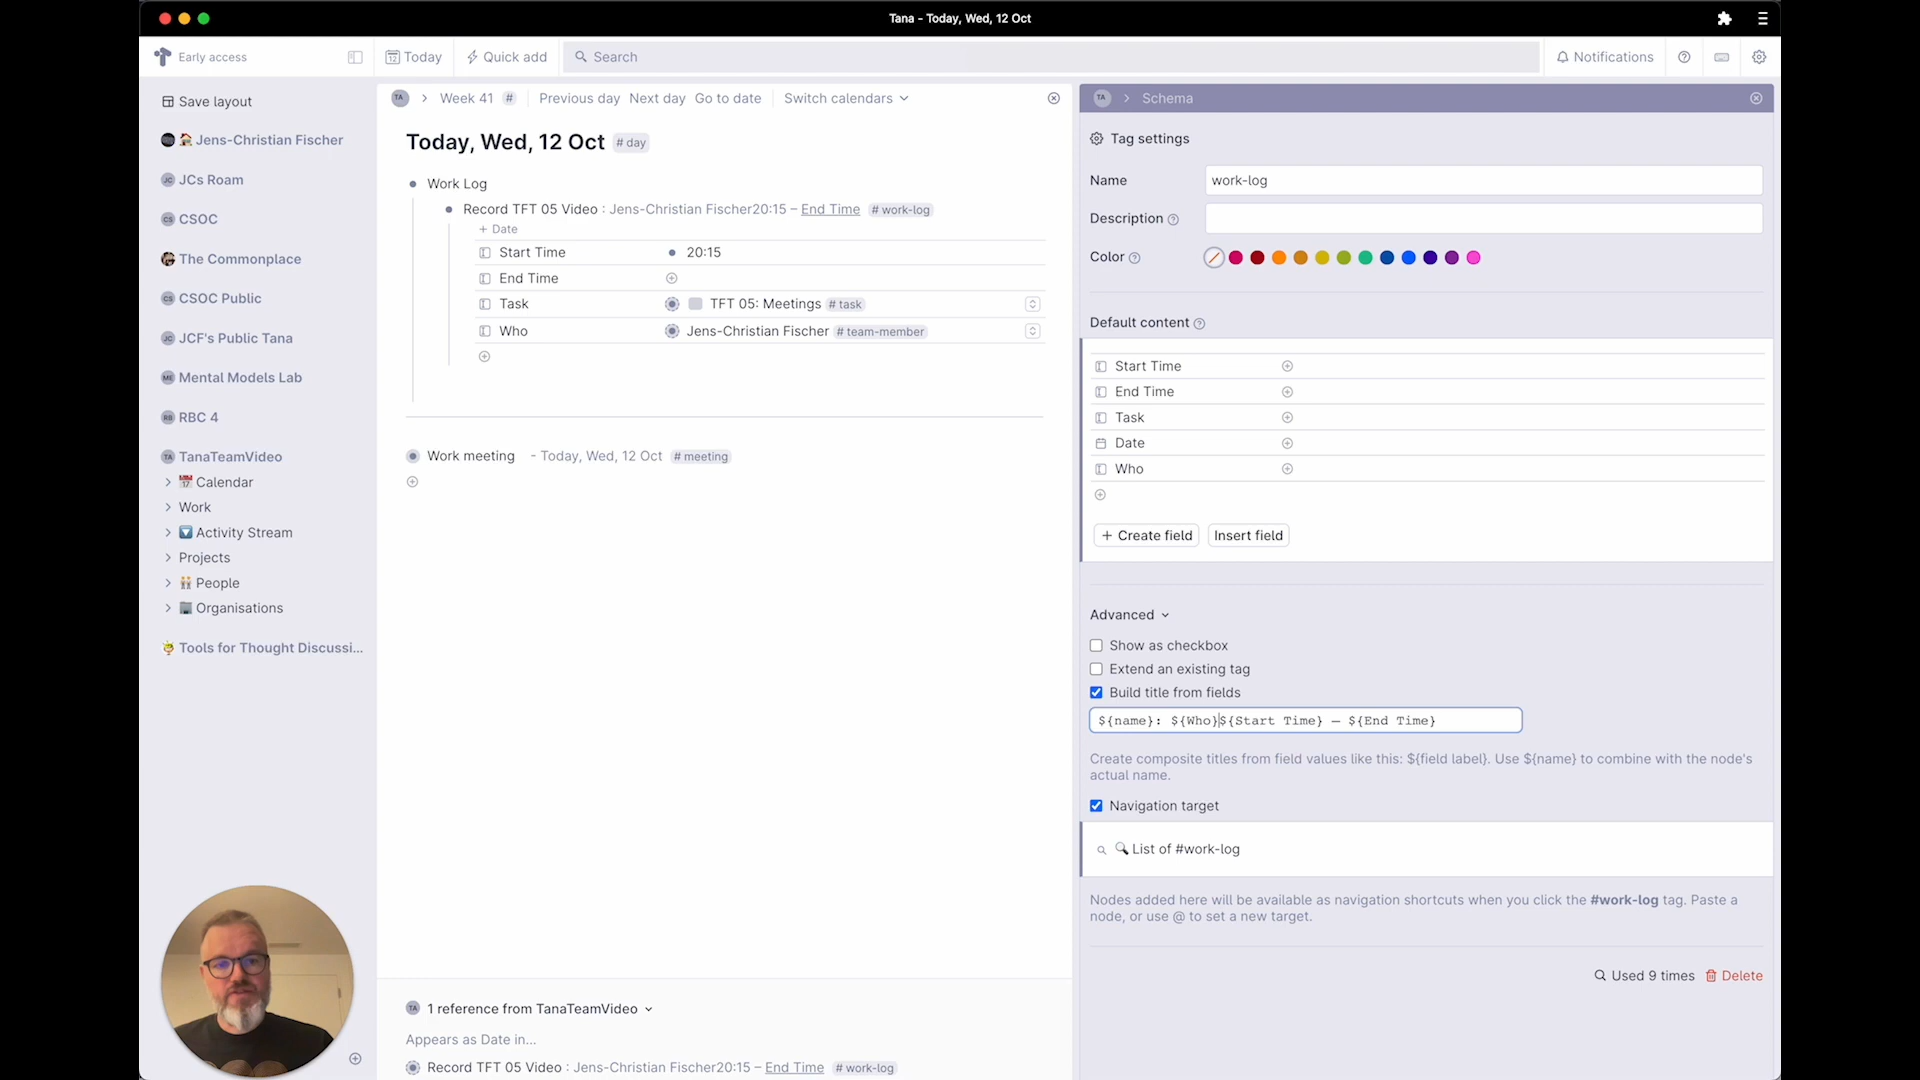 Tana - Today, Wed, 12 Oct
Early access
Today
Quick add
Search
Notifications
Save layout
Jens-Christian Fischer
JCs Roam
CSOC
The Commonplace
CSOC Public
JCF's Public Tana
Mental Models Lab
RBC 4
TanaTeamVideo
Calendar
Work
Activity Stream
Projects
People
Organisations
Tools for Thought Discussi...
TA > Week 41 # Previous day Next day Go to date Switch calendars
Today, Wed, 12 Oct # day
Work Log
Record TFT 05 Video : Jens-Christian Fischer20:15 – End Time # work-log
+ Date
Start Time 20:15
End Time
Task TFT 05: Meetings # task
Who Jens-Christian Fischer # team-member
Work meeting - Today, Wed, 12 Oct # meeting
TA 1 reference from TanaTeamVideo
Appears as Date in...
Record TFT 05 Video : Jens-Christian Fischer20:15 – End Time # work-log
TA > Schema
Tag settings
Name work-log
Description
Color
Default content
Start Time
End Time
Task
Date
Who
+ Create field Insert field
Advanced
Show as checkbox
Extend an existing tag
Build title from fields
${name}: ${Who}${Start Time} – ${End Time}
Create composite titles from field values like this: ${field label}. Use ${name} to combine with the node's
actual name.
Navigation target
List of #work-log
Nodes added here will be available as navigation shortcuts when you click the #work-log tag. Paste a
node, or use @ to set a new target.
Used 9 times Delete